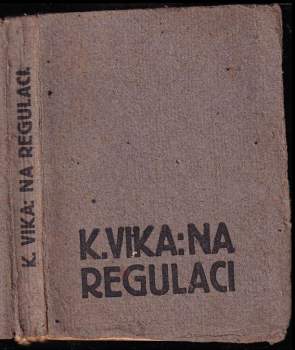 K. VIKA: NA REGULACI.
K.VIKA:NA
REGULACI